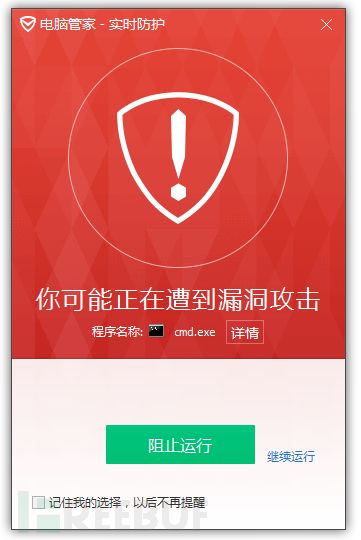 电脑管家 - 实时防护
你可能正在遭到漏洞攻击
程序名称: cmd.exe 详情
阻止运行
继续运行
记住我的选择，以后不再提醒
REEBUF